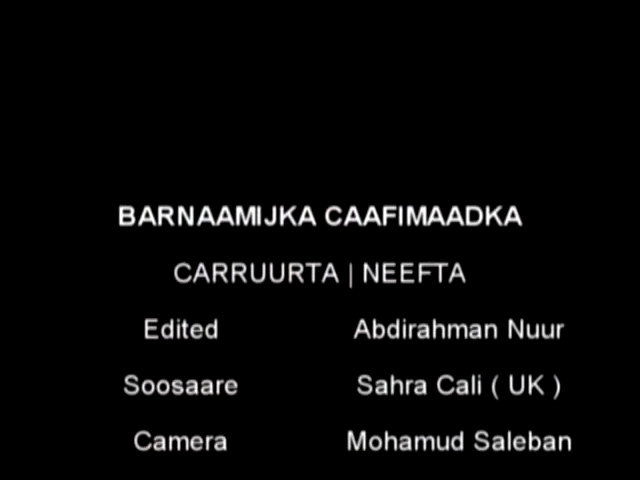 BARNAAMIJKA CAAFIMAADKA
CARRUURTA | NEEFTA
Edited Abdirahman Nuur
Soosaare Sahra Cali ( UK )
Camera Mohamud Saleban